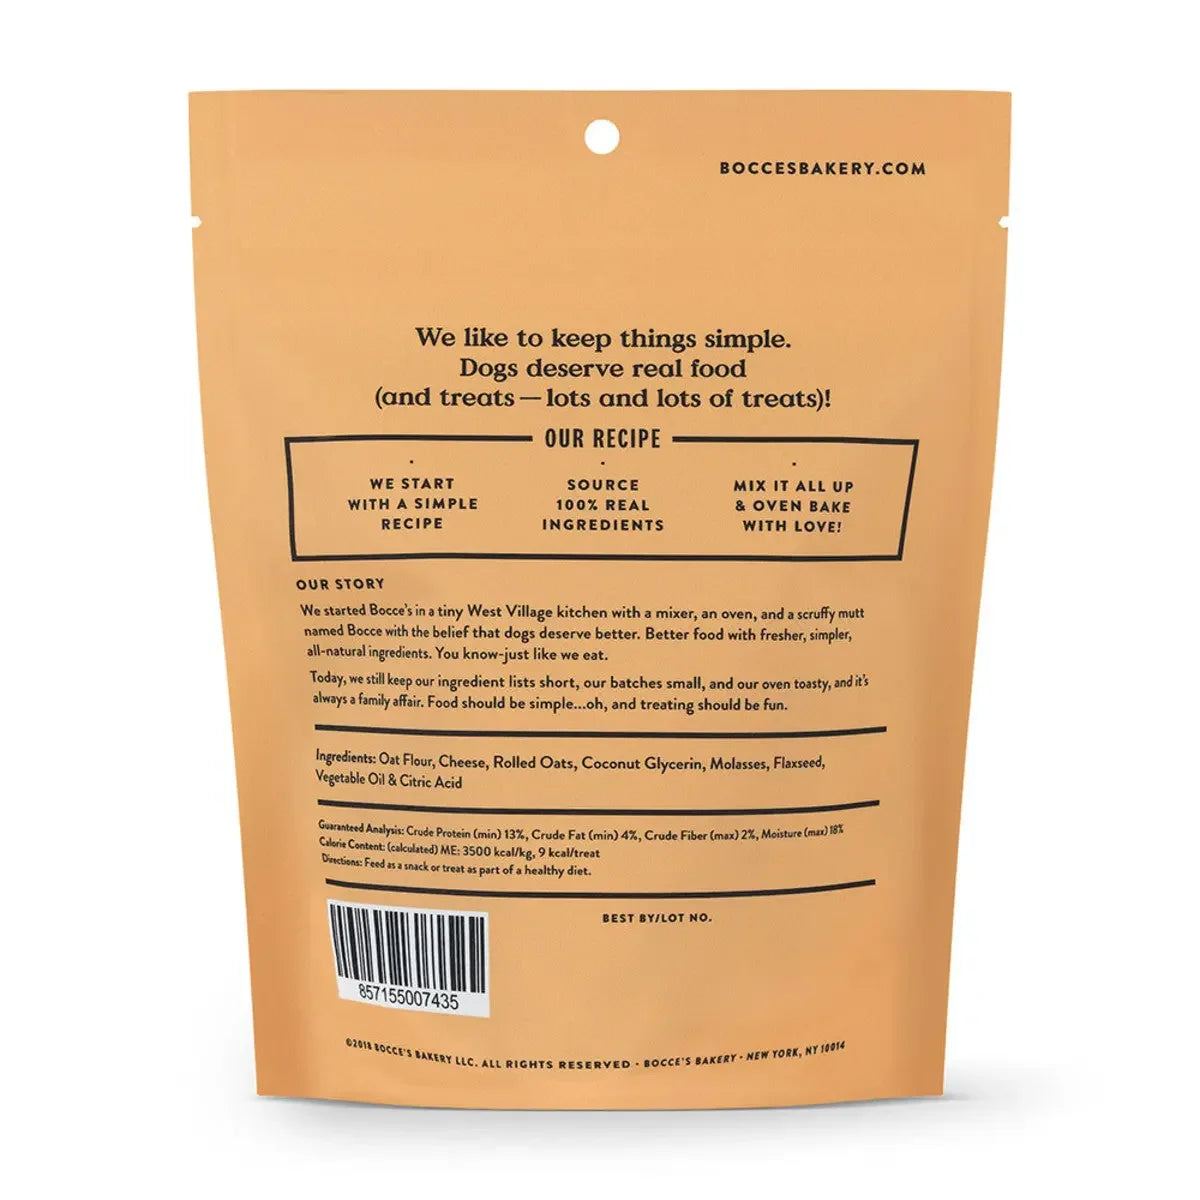 BOCCESBAKERY.COM
We like to keep things simple.
Dogs deserve real food
(and treats — lots and lots of treats)!
OUR RECIPE
WE START
WITH A SIMPLE
RECIPE
SOURCE
100% REAL
INGREDIENTS
MIX IT ALL UP
& OVEN BAKE
WITH LOVE!
OUR STORY
We started Bocce's in a tiny West Village kitchen with a mixer, an oven, and a scruffy mutt
named Bocce with the belief that dogs deserve better. Better food with fresher, simpler,
all-natural ingredients. You know-just like we eat.
Today, we still keep our ingredient lists short, our batches small, and our oven toasty, and it's
always a family affair. Food should be simple...oh, and treating should be fun.
Ingredients: Oat Flour, Cheese, Rolled Oats, Coconut Glycerin, Molasses, Flaxseed,
Vegetable Oil & Citric Acid
Guaranteed Analysis: Crude Protein (min) 13%, Crude Fat (min) 4%, Crude Fiber (max) 2%, Moisture (max) 18%
Calorie Content: (calculated) ME: 3500 kcal/kg, 9 kcal/treat
Directions: Feed as a snack or treat as part of a healthy diet.
BEST BY/LOT NO.
857155007435
©2018 BOCCE'S BAKERY LLC. ALL RIGHTS RESERVED · BOCCE'S BAKERY · NEW YORK, NY 10014